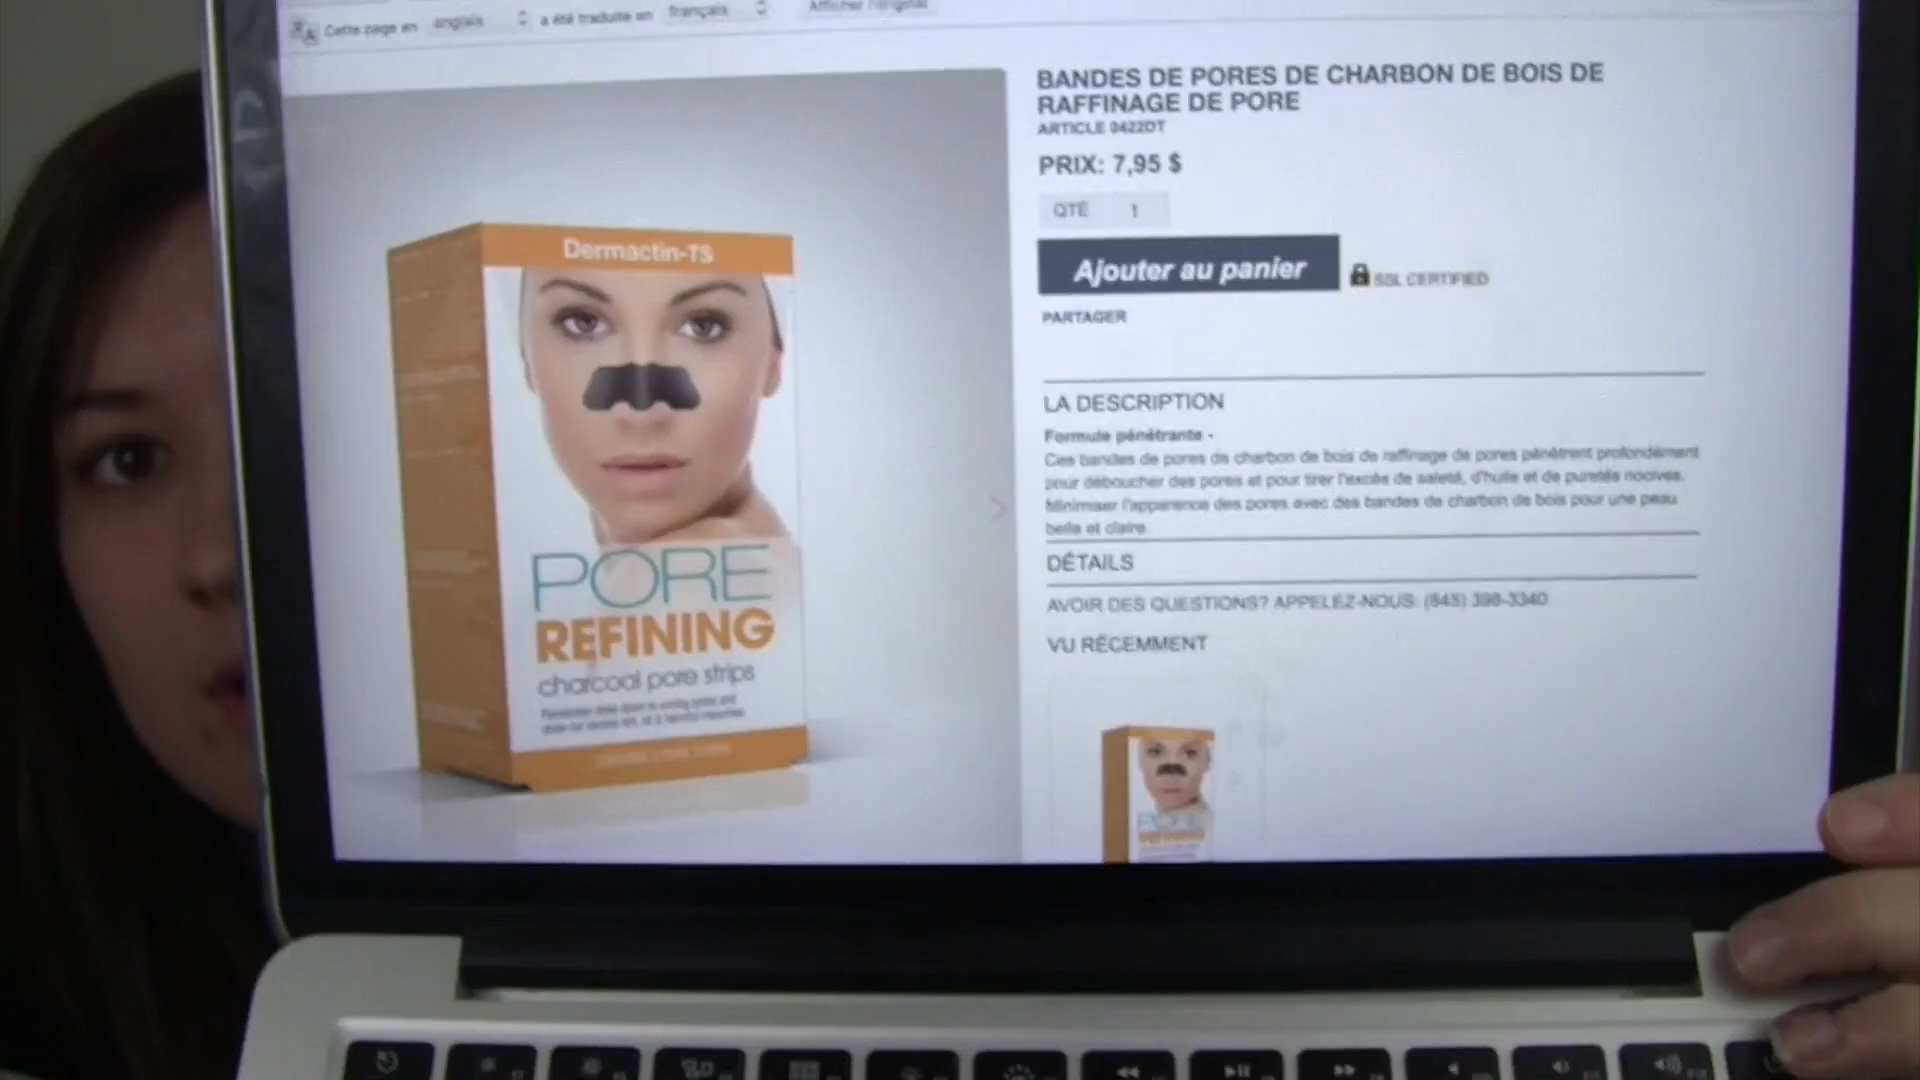 Cette page en anglais a été traduite en français Afficher l'original
BANDES DE PORES DE CHARBON DE BOIS DE
RAFFINAGE DE PORE
ARTICLE 0422DT
PRIX: 7,95 $
QTÉ 1
Ajouter au panier
SSL CERTIFIED
PARTAGER
LA DESCRIPTION
Formule pénétrante -
Ces bandes de pores de charbon de bois de raffinage de pores pénètrent profondément
pour déboucher des pores et pour tirer l'excès de saleté, d'huile et de puretés nocives.
Minimiser l'apparence des pores avec des bandes de charbon de bois pour une peau
belle et claire.
DÉTAILS
AVOIR DES QUESTIONS? APPELEZ-NOUS: (845) 398-3340
VU RÉCEMMENT
Dermactin-TS
PORE
REFINING
charcoal pore strips
PORE
REFINING